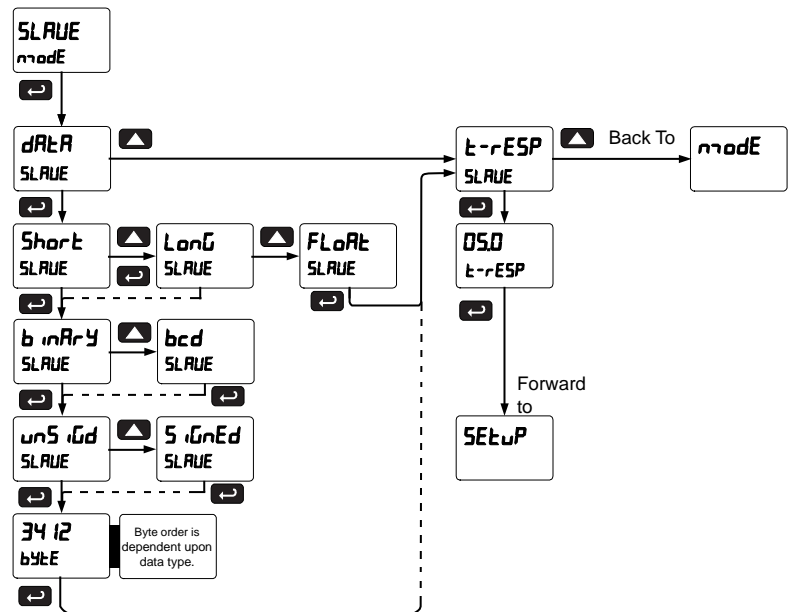 SLAVE
modE
dAtA
SLAVE
t-rESP
SLAVE
Back To
modE
Short
SLAVE
LonG
SLAVE
FLoAt
SLAVE
05.0
t-rESP
binArY
SLAVE
bcd
SLAVE
Forward
to
unSiGd
SLAVE
SiGnEd
SLAVE
SEtuP
3412
bYtE
Byte order is
dependent upon
data type.